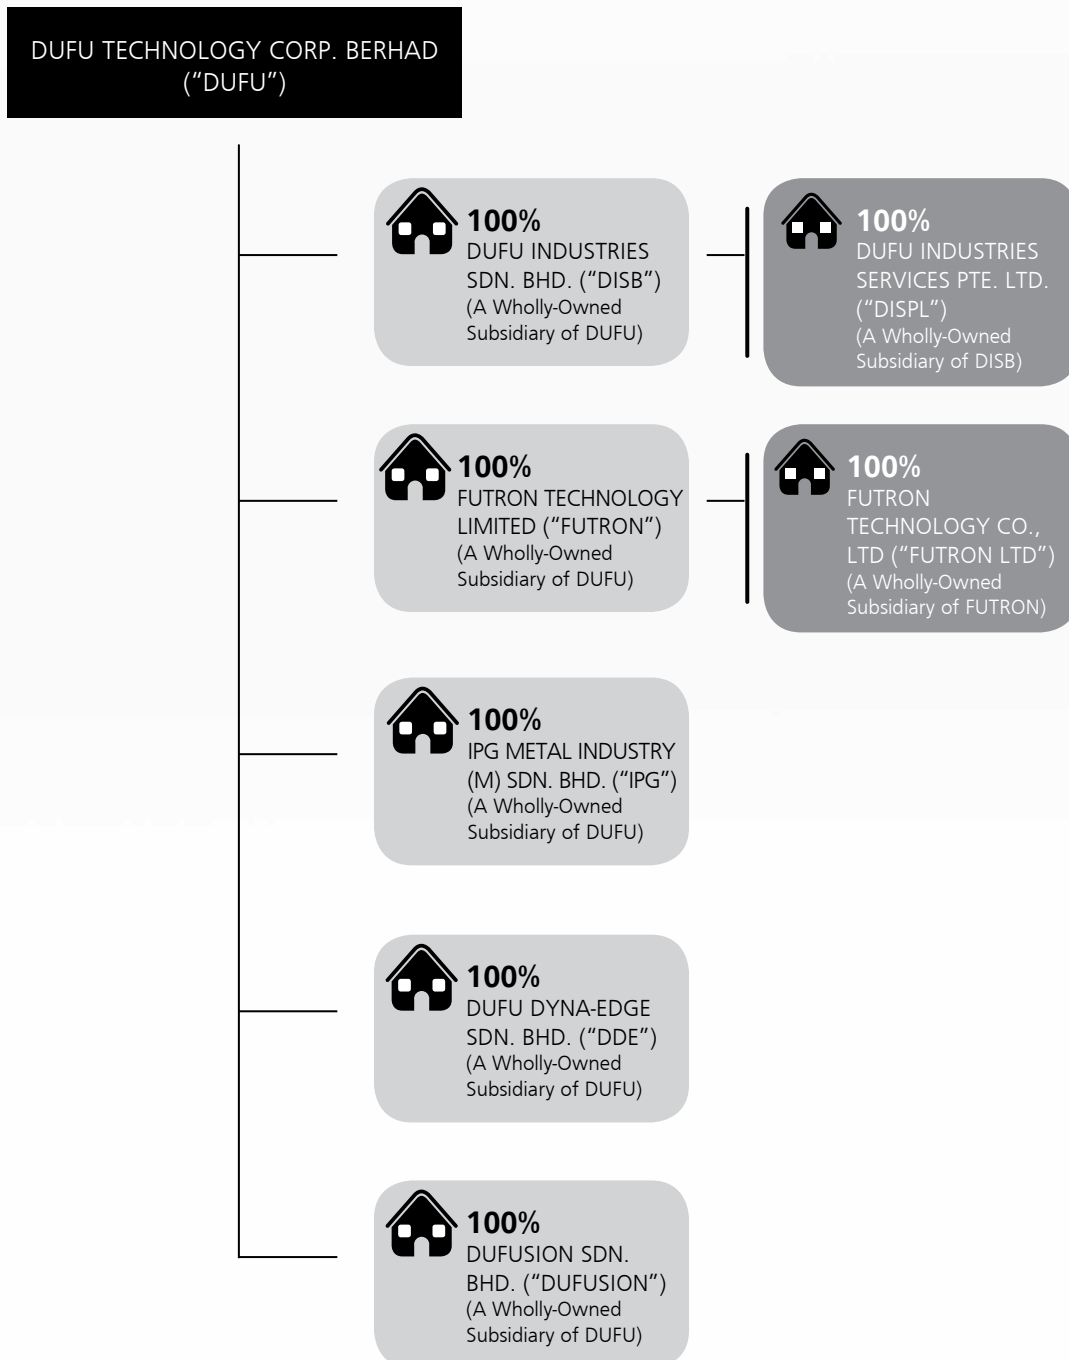 DUFU TECHNOLOGY CORP. BERHAD
(“DUFU”)
100%
DUFU INDUSTRIES
SDN. BHD. (“DISB”)
(A Wholly-Owned
Subsidiary of DUFU)
100%
DUFU INDUSTRIES
SERVICES PTE. LTD.
(“DISPL”)
(A Wholly-Owned
Subsidiary of DISB)
100%
FUTRON TECHNOLOGY
LIMITED (“FUTRON”)
(A Wholly-Owned
Subsidiary of DUFU)
100%
FUTRON
TECHNOLOGY CO.,
LTD (“FUTRON LTD”)
(A Wholly-Owned
Subsidiary of FUTRON)
100%
IPG METAL INDUSTRY
(M) SDN. BHD. (“IPG”)
(A Wholly-Owned
Subsidiary of DUFU)
100%
DUFU DYNA-EDGE
SDN. BHD. (“DDE”)
(A Wholly-Owned
Subsidiary of DUFU)
100%
DUFUSION SDN.
BHD. (“DUFUSION”)
(A Wholly-Owned
Subsidiary of DUFU)